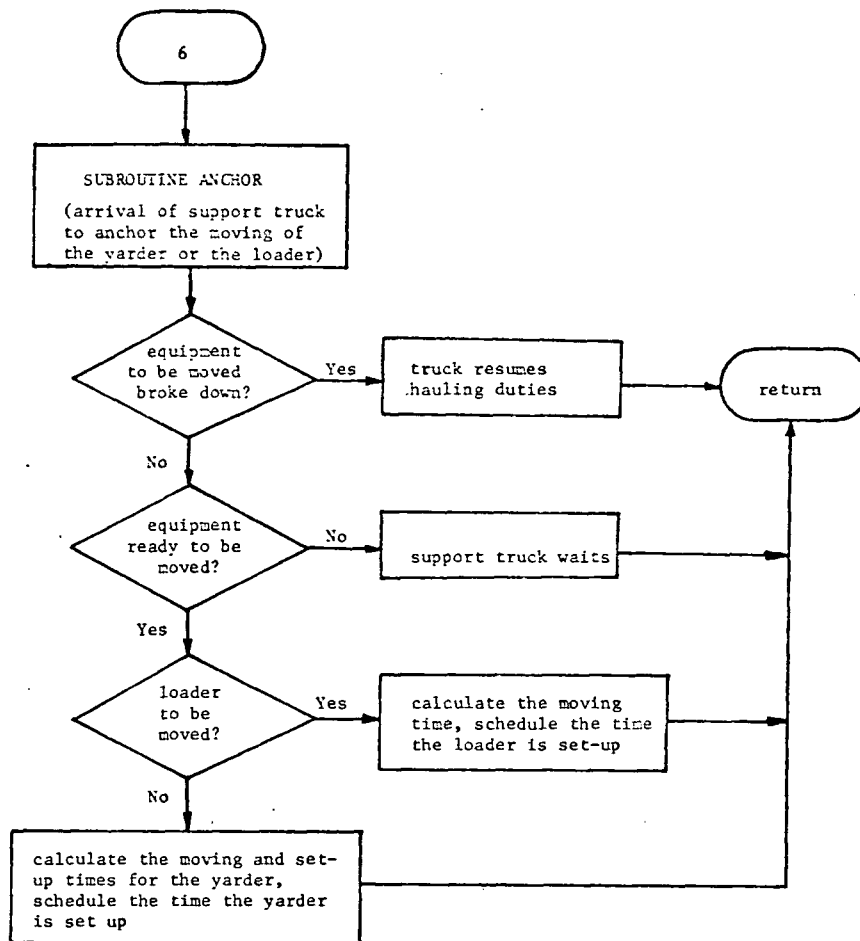 6
SUBROUTINE ANCHOR
(arrival of support truck
to anchor the moving of
the yarder or the loader)
equipment
to be moved
broke down?
Yes
truck resumes
hauling duties
return
No
equipment
ready to be
moved?
No
support truck waits
Yes
loader
to be
moved?
Yes
calculate the moving
time, schedule the time
the loader is set-up
No
calculate the moving and set-
up times for the yarder,
schedule the time the yarder
is set up